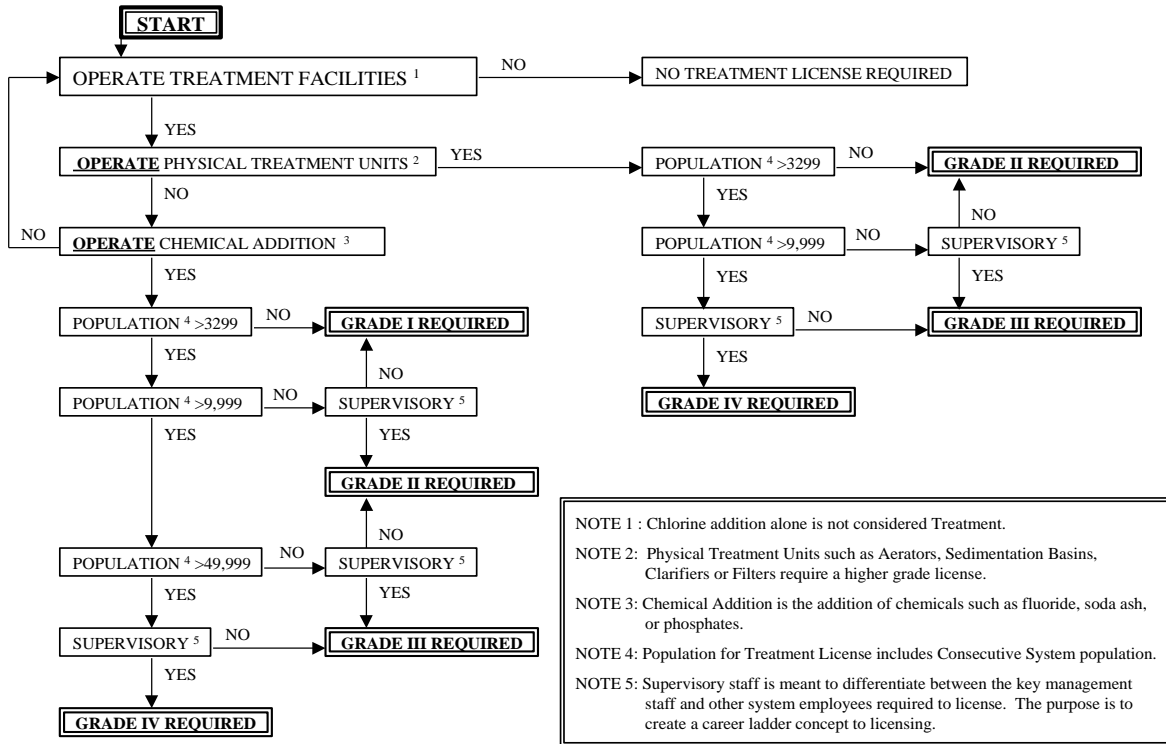 START
OPERATE TREATMENT FACILITIES 1
NO
NO TREATMENT LICENSE REQUIRED
YES
OPERATE PHYSICAL TREATMENT UNITS 2
YES
POPULATION 4 >3299
NO
GRADE II REQUIRED
NO
YES
NO
NO
OPERATE CHEMICAL ADDITION 3
POPULATION 4 >9,999
NO
SUPERVISORY 5
YES
YES
YES
POPULATION 4 >3299
NO
GRADE I REQUIRED
SUPERVISORY 5
NO
GRADE III REQUIRED
YES
YES
NO
POPULATION 4 >9,999
NO
SUPERVISORY 5
GRADE IV REQUIRED
YES
YES
GRADE II REQUIRED
NO
POPULATION 4 >49,999
NO
SUPERVISORY 5
YES
YES
SUPERVISORY 5
NO
GRADE III REQUIRED
YES
GRADE IV REQUIRED
NOTE 1 : Chlorine addition alone is not considered Treatment.
NOTE 2: Physical Treatment Units such as Aerators, Sedimentation Basins,
Clarifiers or Filters require a higher grade license.
NOTE 3: Chemical Addition is the addition of chemicals such as fluoride, soda ash,
or phosphates.
NOTE 4: Population for Treatment License includes Consecutive System population.
NOTE 5: Supervisory staff is meant to differentiate between the key management
staff and other system employees required to license. The purpose is to
create a career ladder concept to licensing.